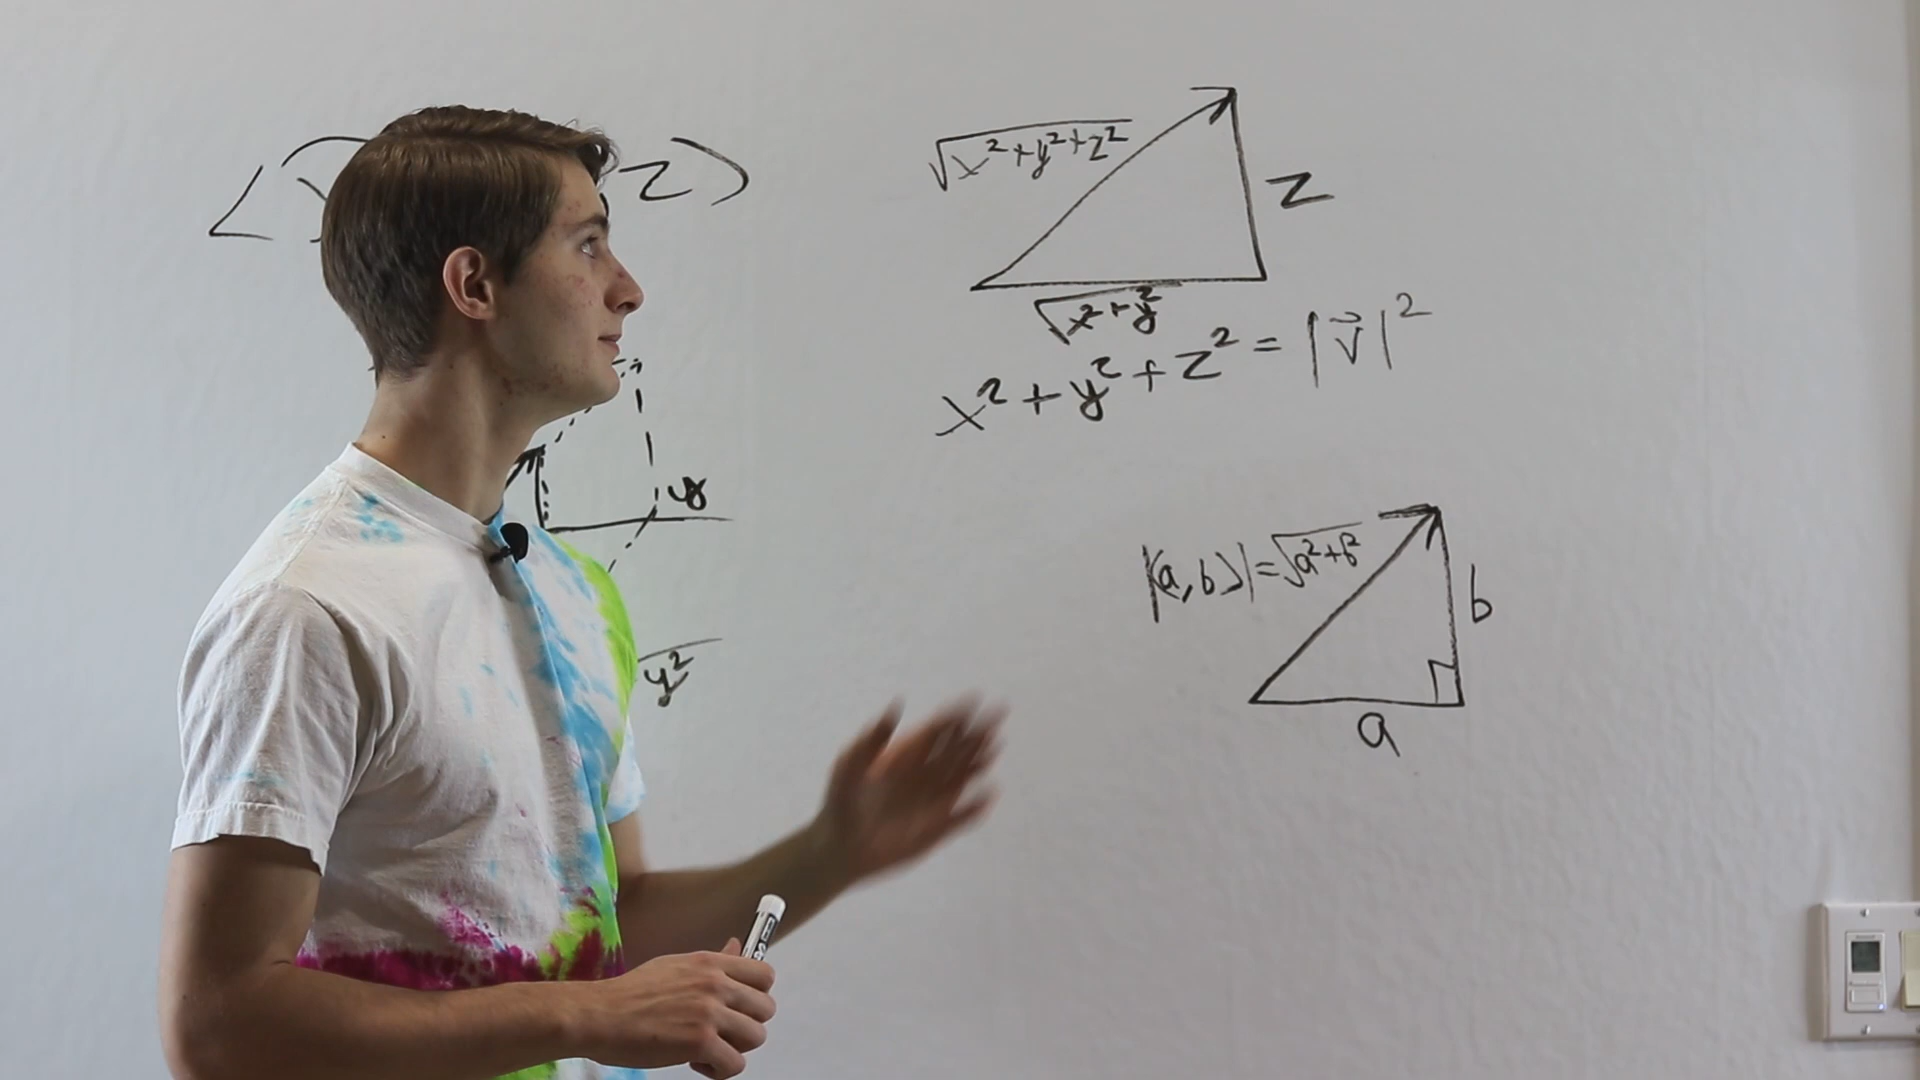 z)
√x²+y²+z²
z
√x²+y²
x²+y²+z²=|v⃗|²
y
|⟨a,b⟩|=√a²+b²
b
y²
a